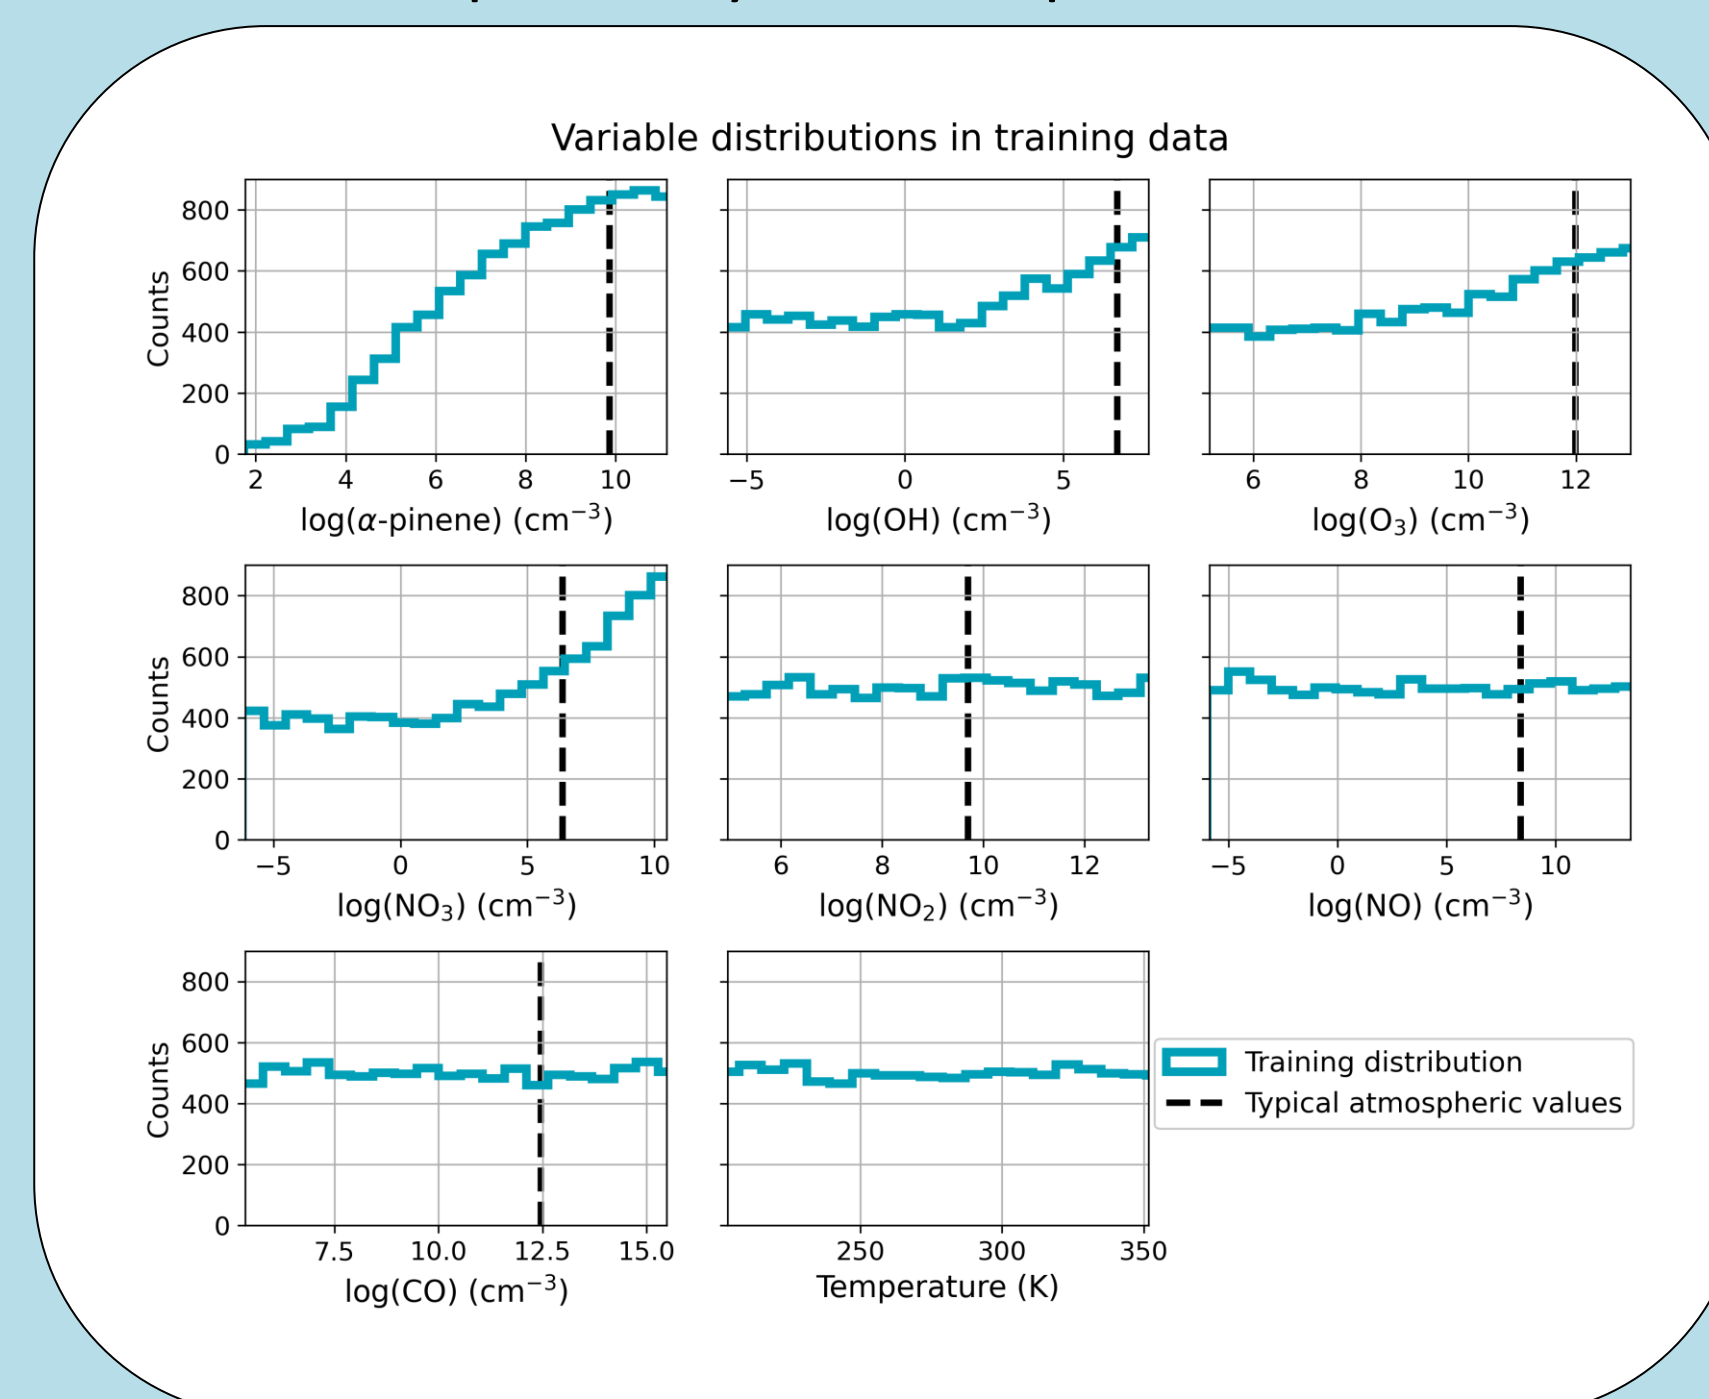 Variable distributions in training data
Counts
800
600
400
200
0
2 4 6 8 10
log(α-pinene) (cm⁻³)
−5 0 5
log(OH) (cm⁻³)
6 8 10 12
log(O₃) (cm⁻³)
Counts
800
600
400
200
0
−5 0 5 10
log(NO₃) (cm⁻³)
6 8 10 12
log(NO₂) (cm⁻³)
−5 0 5 10
log(NO) (cm⁻³)
Counts
800
600
400
200
0
7.5 10.0 12.5 15.0
log(CO) (cm⁻³)
250 300 350
Temperature (K)
Training distribution
Typical atmospheric values